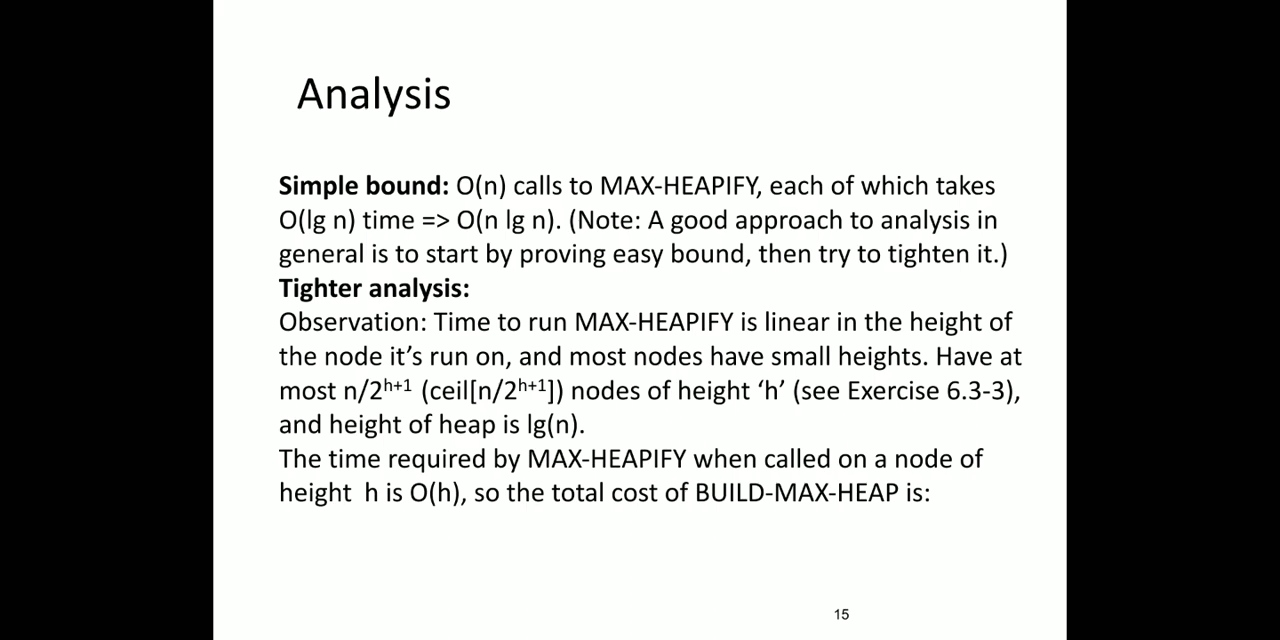 Analysis
Simple bound: O(n) calls to MAX-HEAPIFY, each of which takes
O(lg n) time => O(n lg n). (Note: A good approach to analysis in
general is to start by proving easy bound, then try to tighten it.)
Tighter analysis:
Observation: Time to run MAX-HEAPIFY is linear in the height of
the node it’s run on, and most nodes have small heights. Have at
most n/2^h+1 (ceil[n/2^h+1]) nodes of height ‘h’ (see Exercise 6.3-3),
and height of heap is lg(n).
The time required by MAX-HEAPIFY when called on a node of
height h is O(h), so the total cost of BUILD-MAX-HEAP is:
15